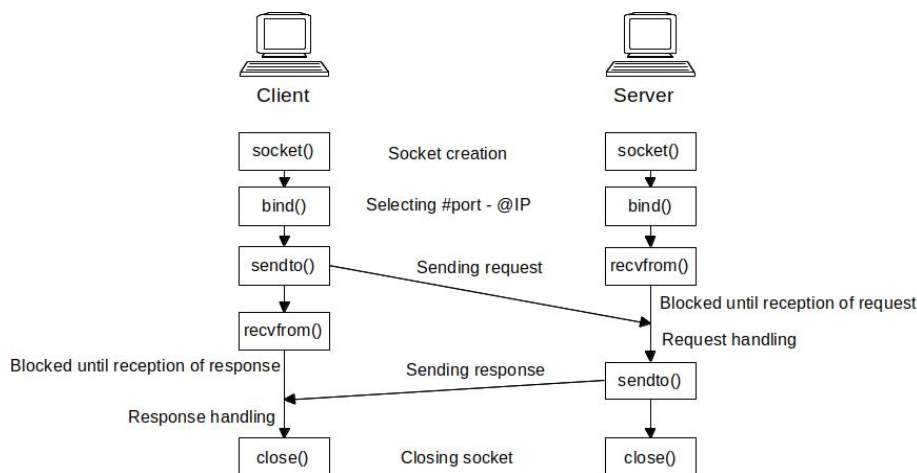 Client
Server
socket()
Socket creation
socket()
bind()
Selecting #port - @IP
bind()
sendto()
Sending request
recvfrom()
Blocked until reception of request
recvfrom()
Request handling
Blocked until reception of response
Sending response
sendto()
Response handling
close()
Closing socket
close()